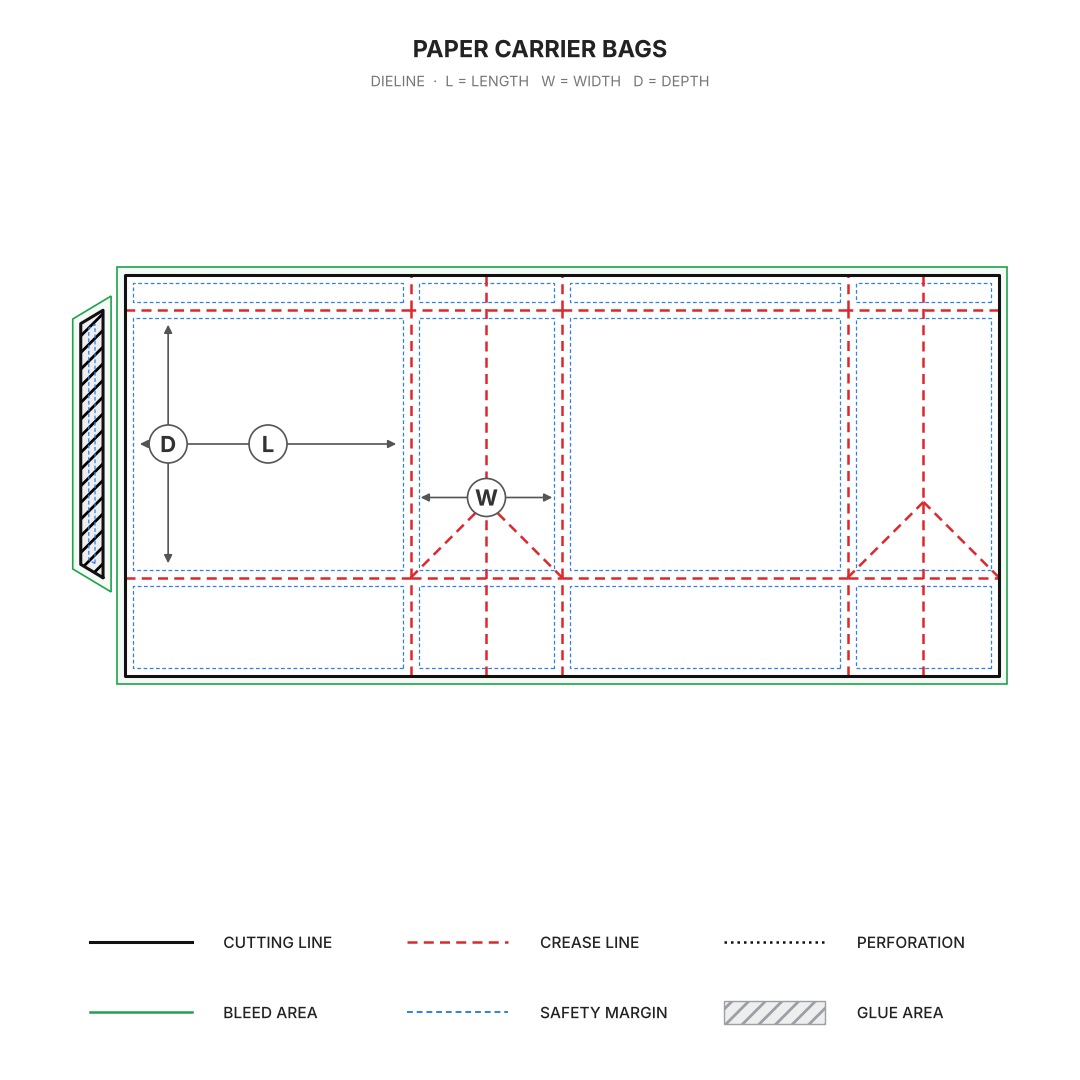 PAPER CARRIER BAGS
DIELINE · L = LENGTH W = WIDTH D = DEPTH
D
L
W
CUTTING LINE
CREASE LINE
PERFORATION
BLEED AREA
SAFETY MARGIN
GLUE AREA